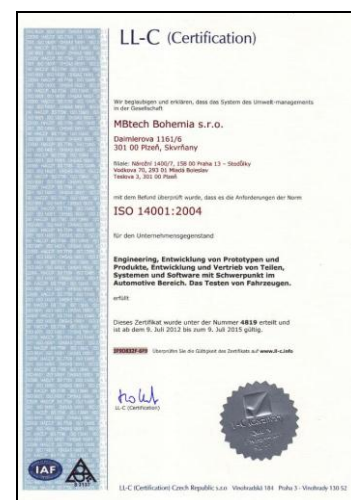 LL-C (Certification)
Wir beglaubigen und erklären, dass das System des Umwelt-managements
in der Gesellschaft
MBtech Bohemia s.r.o.
Daimlerova 1161/6
301 00 Plzeň, Skvrňany
filiale: Nárožní 1400/7, 158 00 Praha 13 – Stodůlky
Vodkova 70, 293 01 Mladá Boleslav
Teslova 3, 301 00 Plzeň
mit dem Befund überprüft wurde, dass es die Anforderungen der Norm
ISO 14001:2004
für den Unternehmensgegenstand
Engineering, Entwicklung von Prototypen und
Produkte, Entwicklung und Vertrieb von Teilen,
Systemen und Software mit Schwerpunkt im
Automotive Bereich. Das Testen von Fahrzeugen.
erfüllt
Dieses Zertifikat wurde unter der Nummer 4819 erteilt und
ist ab dem 9. Juli 2012 bis zum 9. Juli 2015 gültig.
Überprüfen Sie die Gültigkeit des Zertifikats auf www.ll-c.info
LL-C (Certification)
IAF
LL-C (Certification) Czech Republic s.r.o. Vinohradská 184 Praha 3 - Vinohrady 130 52